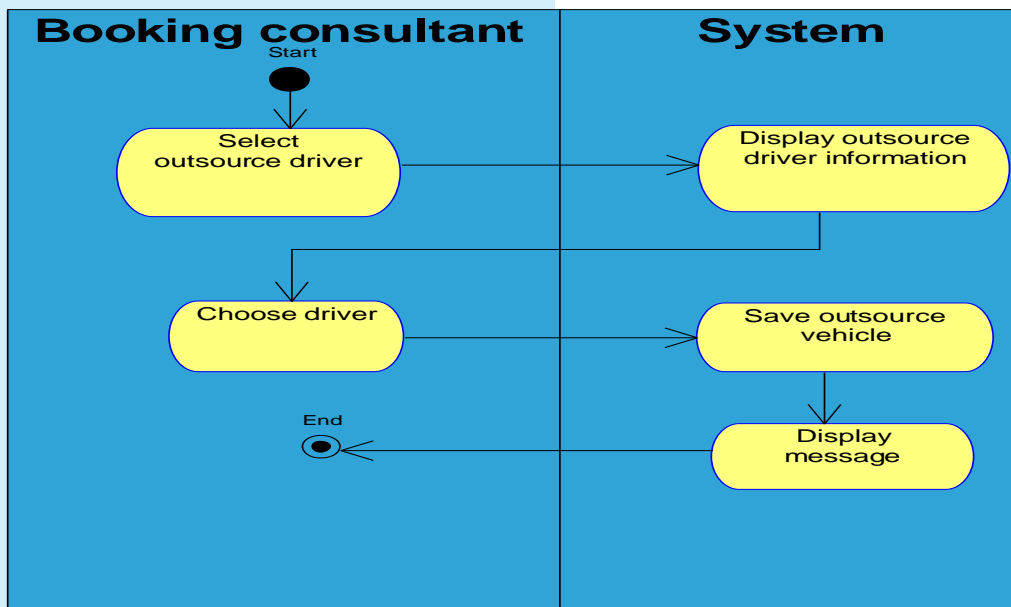 Booking consultant
System
Start
Select
outsource driver
Display outsource
driver information
Choose driver
Save outsource
vehicle
End
Display
message